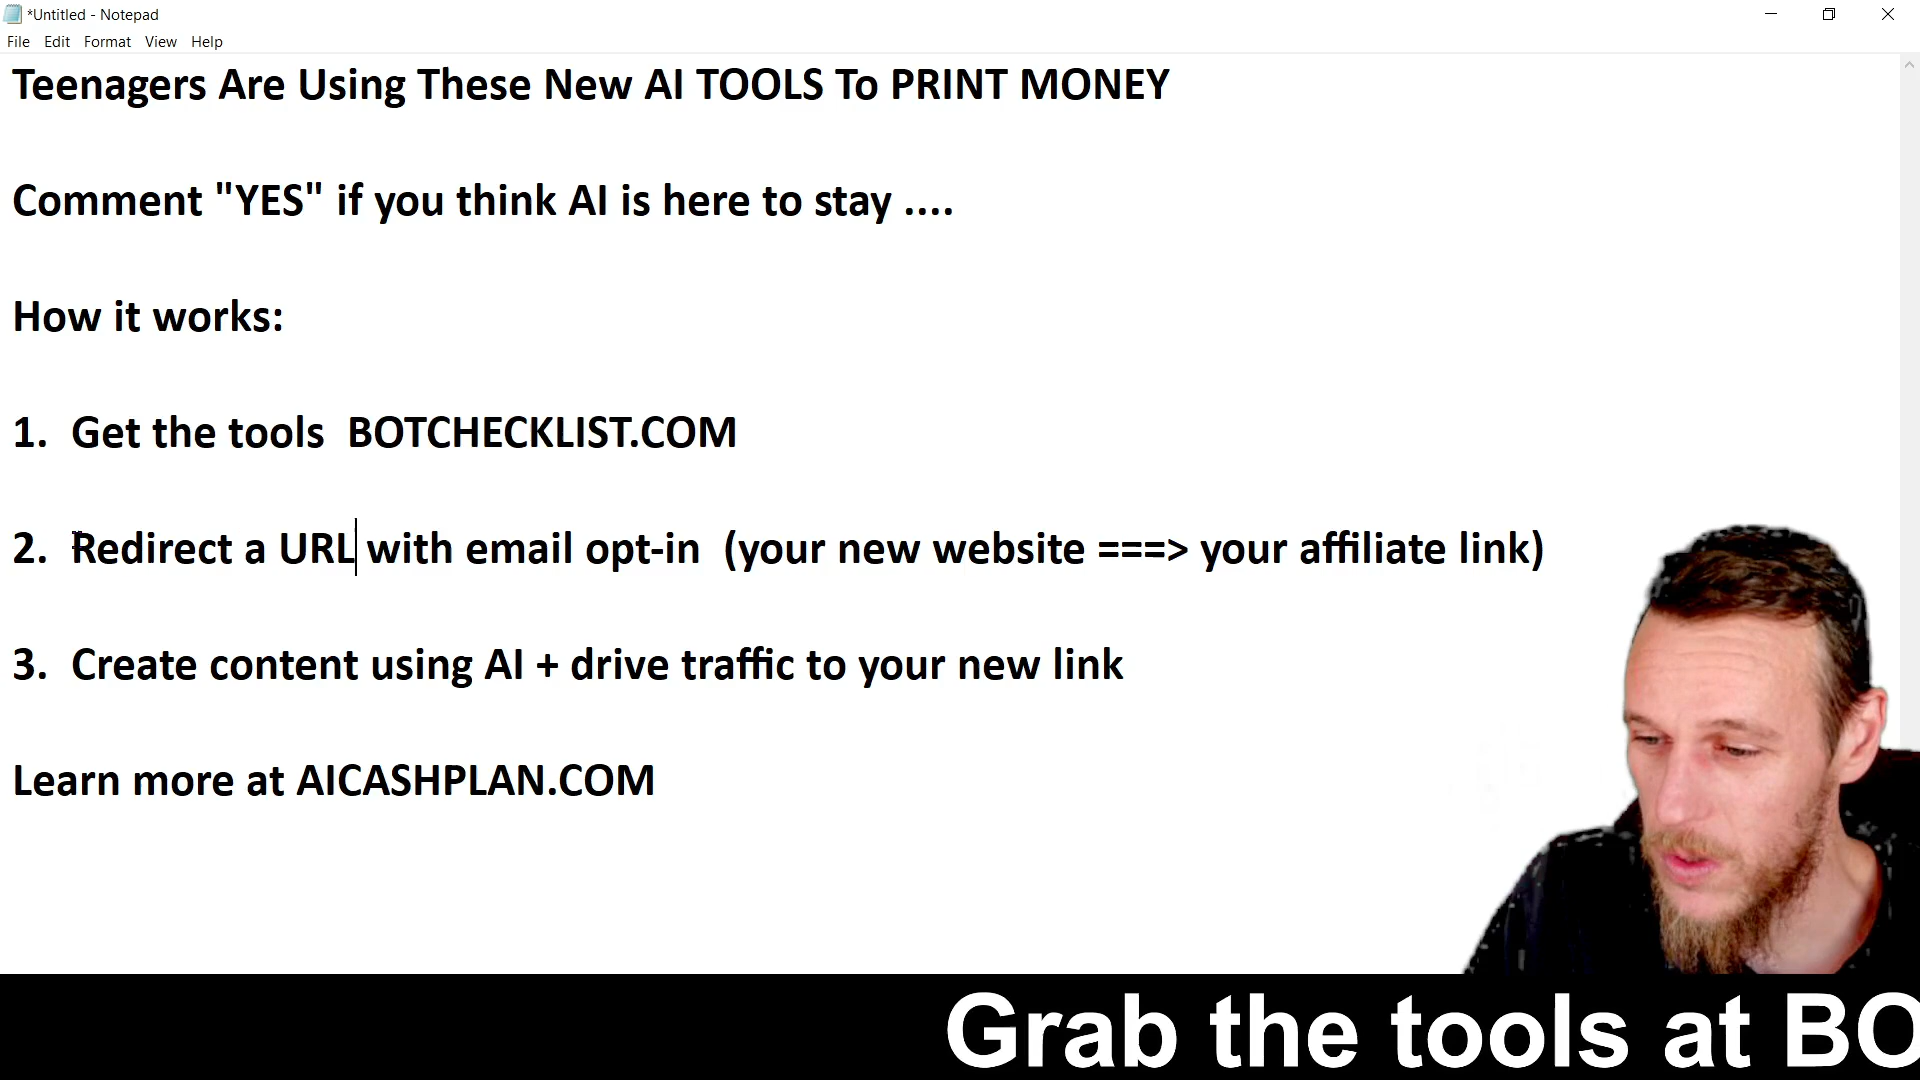 *Untitled - Notepad
File Edit Format View Help
Teenagers Are Using These New AI TOOLS To PRINT MONEY
Comment "YES" if you think AI is here to stay ....
How it works:
1. Get the tools BOTCHECKLIST.COM
2. Redirect a URL with email opt-in (your new website ===> your affiliate link)
3. Create content using AI + drive traffic to your new link
Learn more at AICASHPLAN.COM
Grab the tools at BO